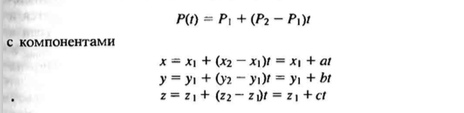 P(t) = P₁ + (P₂ − P₁)t
с компонентами
x = x₁ + (x₂ − x₁)t = x₁ + at
y = y₁ + (y₂ − y₁)t = y₁ + bt
z = z₁ + (z₂ − z₁)t = z₁ + ct